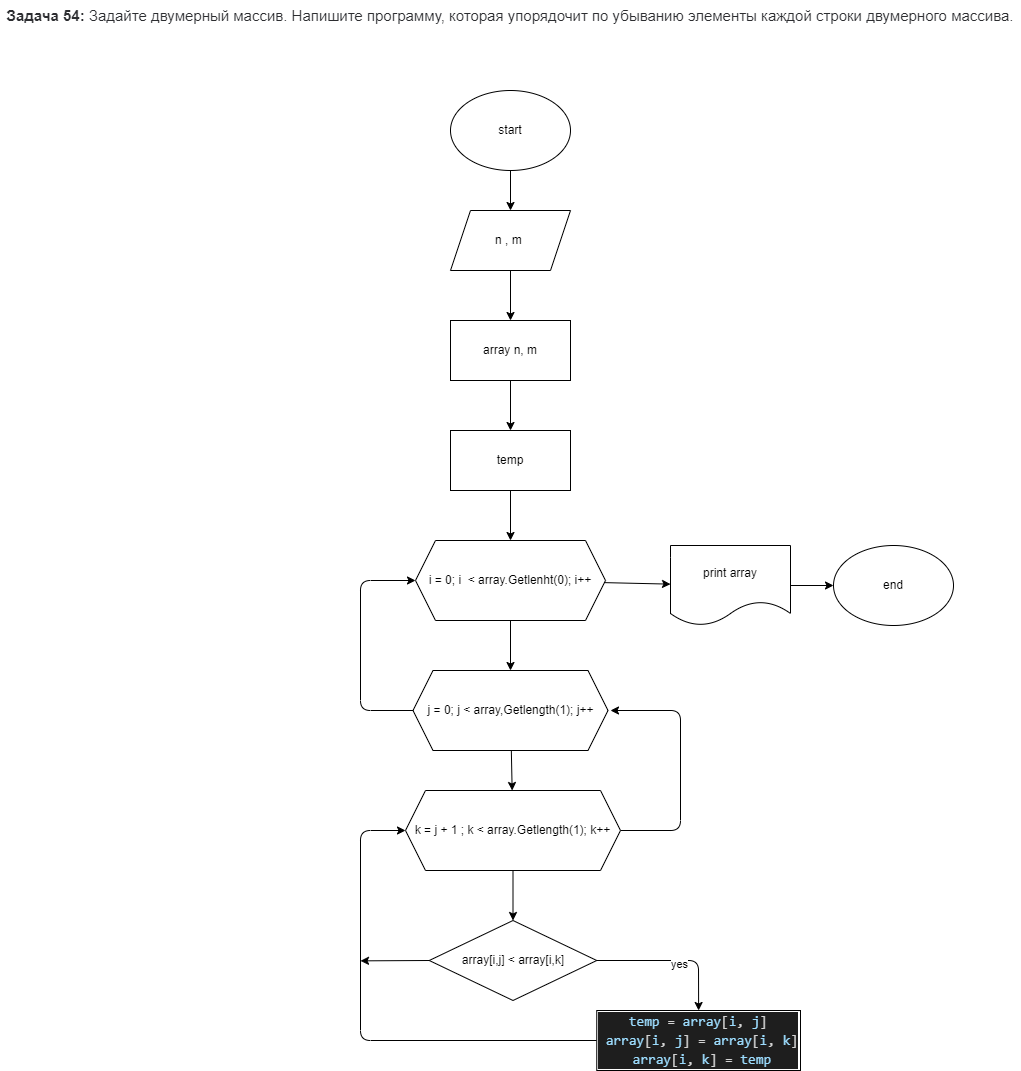 Задача 54: Задайте двумерный массив. Напишите программу, которая упорядочит по убыванию элементы каждой строки двумерного массива.
start
n , m
array n, m
temp
i = 0; i < array.Getlenht(0); i++
print array
end
j = 0; j < array,Getlength(1); j++
k = j + 1 ; k < array.Getlength(1); k++
array[i,j] < array[i,k]
yes
temp = array[i, j]
array[i, j] = array[i, k]
array[i, k] = temp